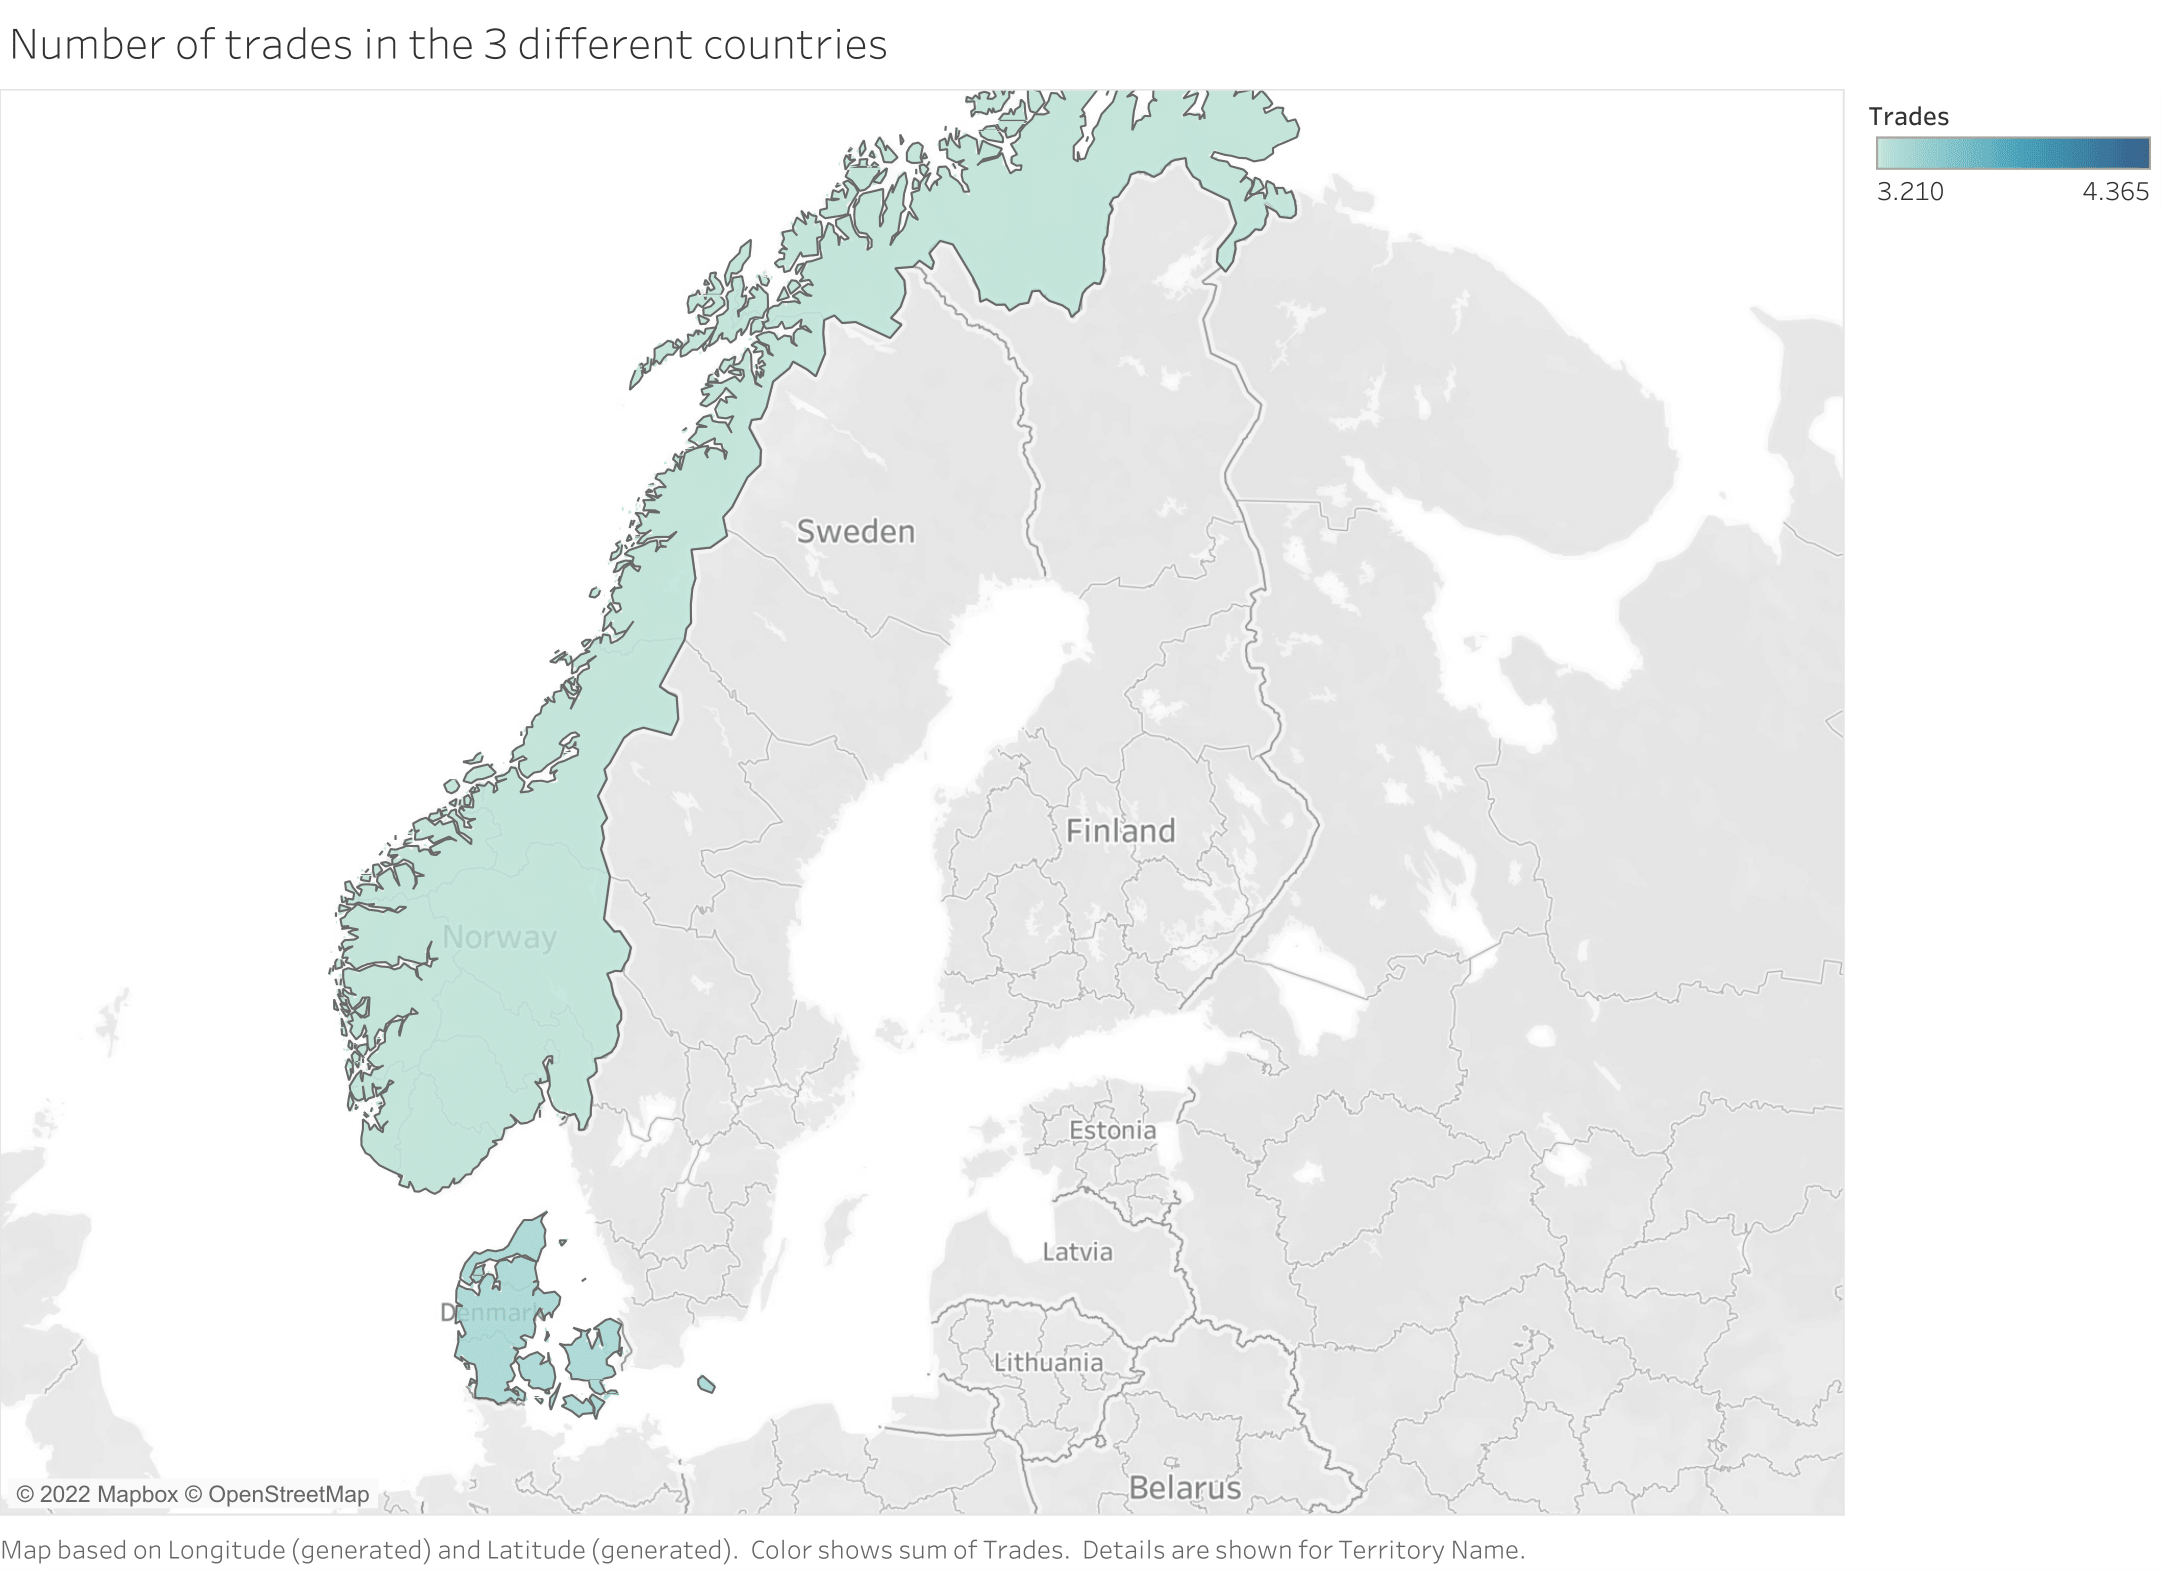 Number of trades in the 3 different countries
Trades
3.210 4.365
Sweden
Finland
Norway
Estonia
Latvia
Denmark
Lithuania
Belarus
© 2022 Mapbox © OpenStreetMap
Map based on Longitude (generated) and Latitude (generated). Color shows sum of Trades. Details are shown for Territory Name.